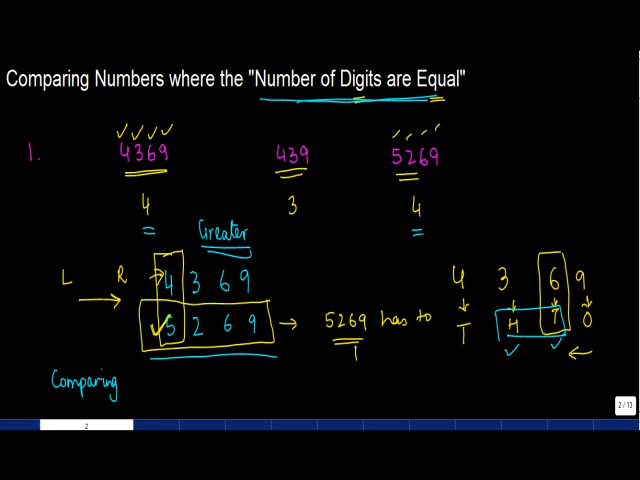 Comparing Numbers where the "Number of Digits are Equal"
1. 4369 439 5269
4 3 4
=  =
Greater
L → R 4 3 6 9
5 2 6 9 → 5269 has to
1
4 3 6 9
T H T O
Comparing
2 / 13
2